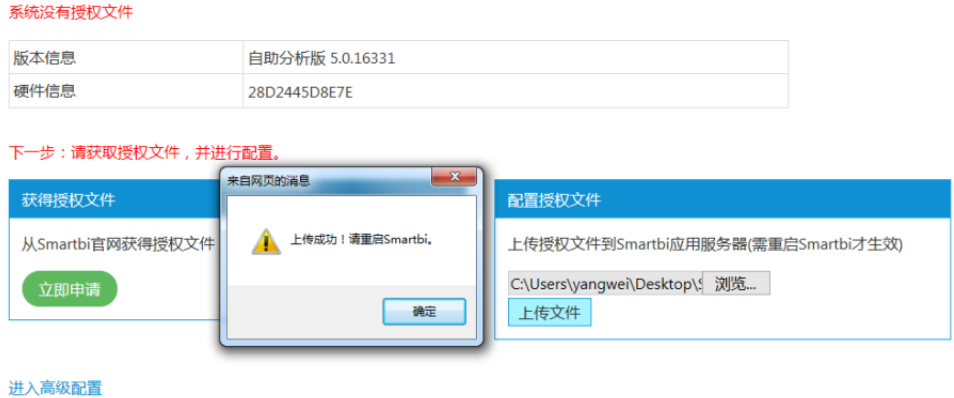 系统没有授权文件
版本信息 自助分析版 5.0.16331
硬件信息 28D2445D8E7E
下一步：请获取授权文件，并进行配置。
获得授权文件
从Smartbi官网获得授权文件
立即申请
来自网页的消息
上传成功！请重启Smartbi。
确定
配置授权文件
上传授权文件到Smartbi应用服务器(需重启Smartbi才生效)
C:\Users\yangwei\Desktop\ 浏览...
上传文件
进入高级配置